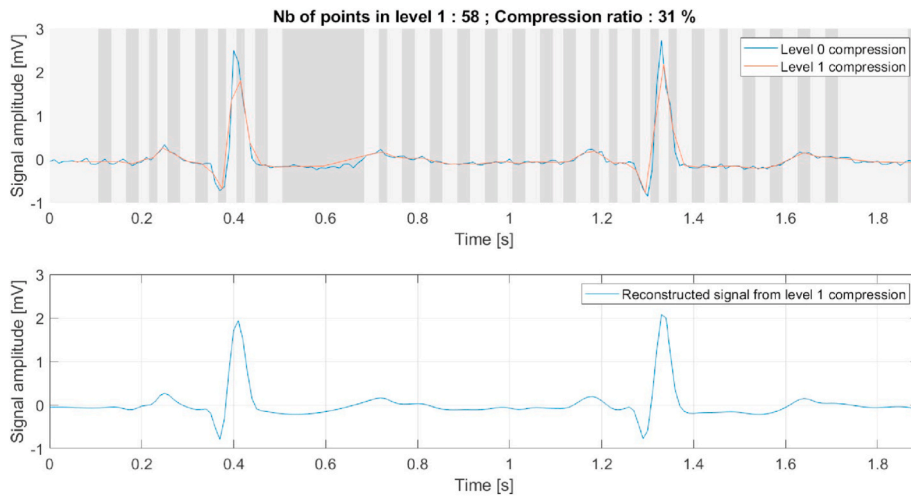 Nb of points in level 1 : 58 ; Compression ratio : 31 %
3
2
1
0
-1
Signal amplitude [mV]
Level 0 compression
Level 1 compression
0 0.2 0.4 0.6 0.8 1 1.2 1.4 1.6 1.8
Time [s]
3
2
1
0
-1
Signal amplitude [mV]
Reconstructed signal from level 1 compression
0 0.2 0.4 0.6 0.8 1 1.2 1.4 1.6 1.8
Time [s]